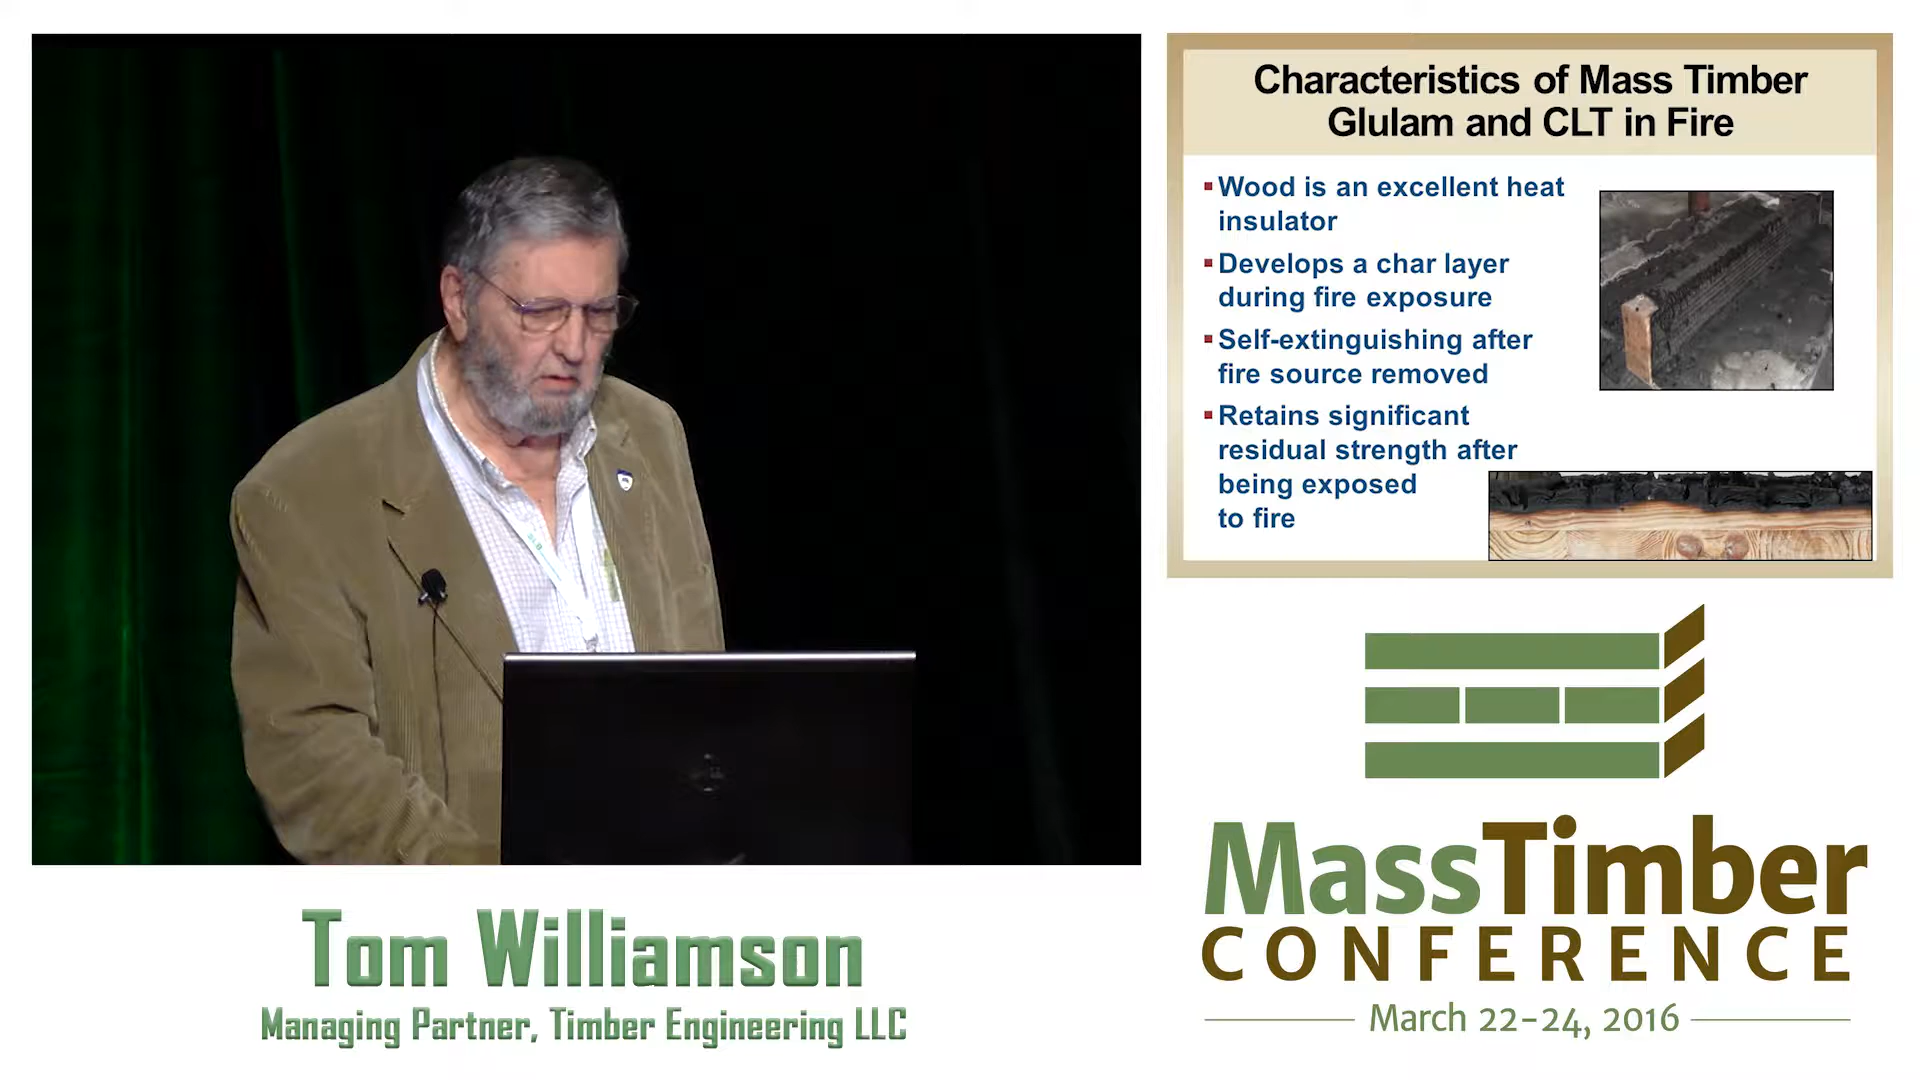 Characteristics of Mass Timber
Glulam and CLT in Fire
▪Wood is an excellent heat
insulator
▪Develops a char layer
during fire exposure
▪Self-extinguishing after
fire source removed
▪Retains significant
residual strength after
being exposed
to fire
MassTimber
CONFERENCE
March 22-24, 2016
Tom Williamson
Managing Partner, Timber Engineering LLC